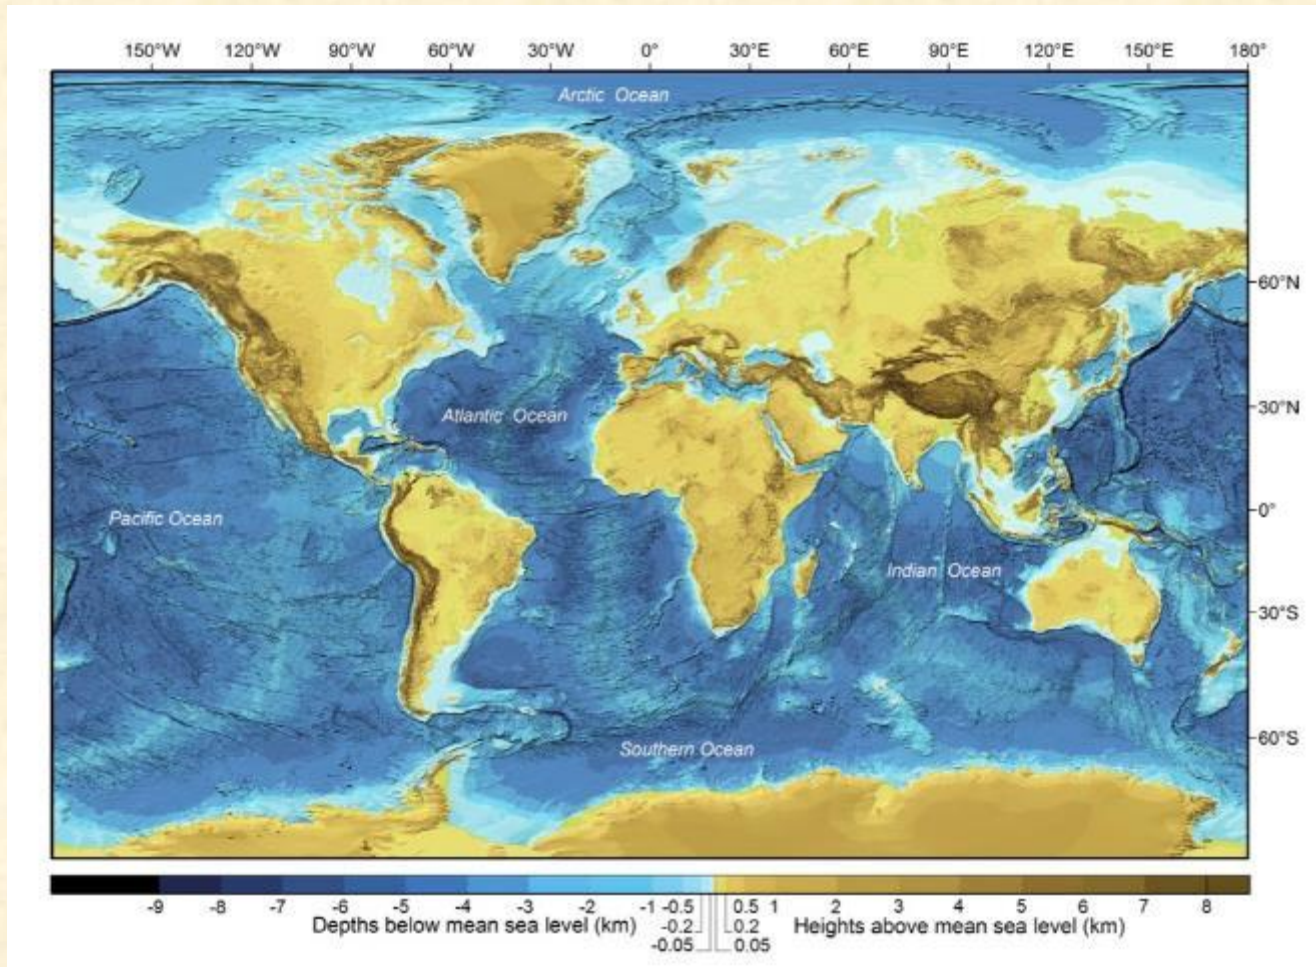 150°W 120°W 90°W 60°W 30°W 0° 30°E 60°E 90°E 120°E 150°E 180°
Arctic Ocean
60°N
30°N
Atlantic Ocean
0°
Pacific Ocean
Indian Ocean
30°S
60°S
Southern Ocean
-9 -8 -7 -6 -5 -4 -3 -2 -1 -0.5 0.5 1 2 3 4 5 6 7 8
Depths below mean sea level (km) -0.2 0.2 Heights above mean sea level (km)
-0.05 0.05